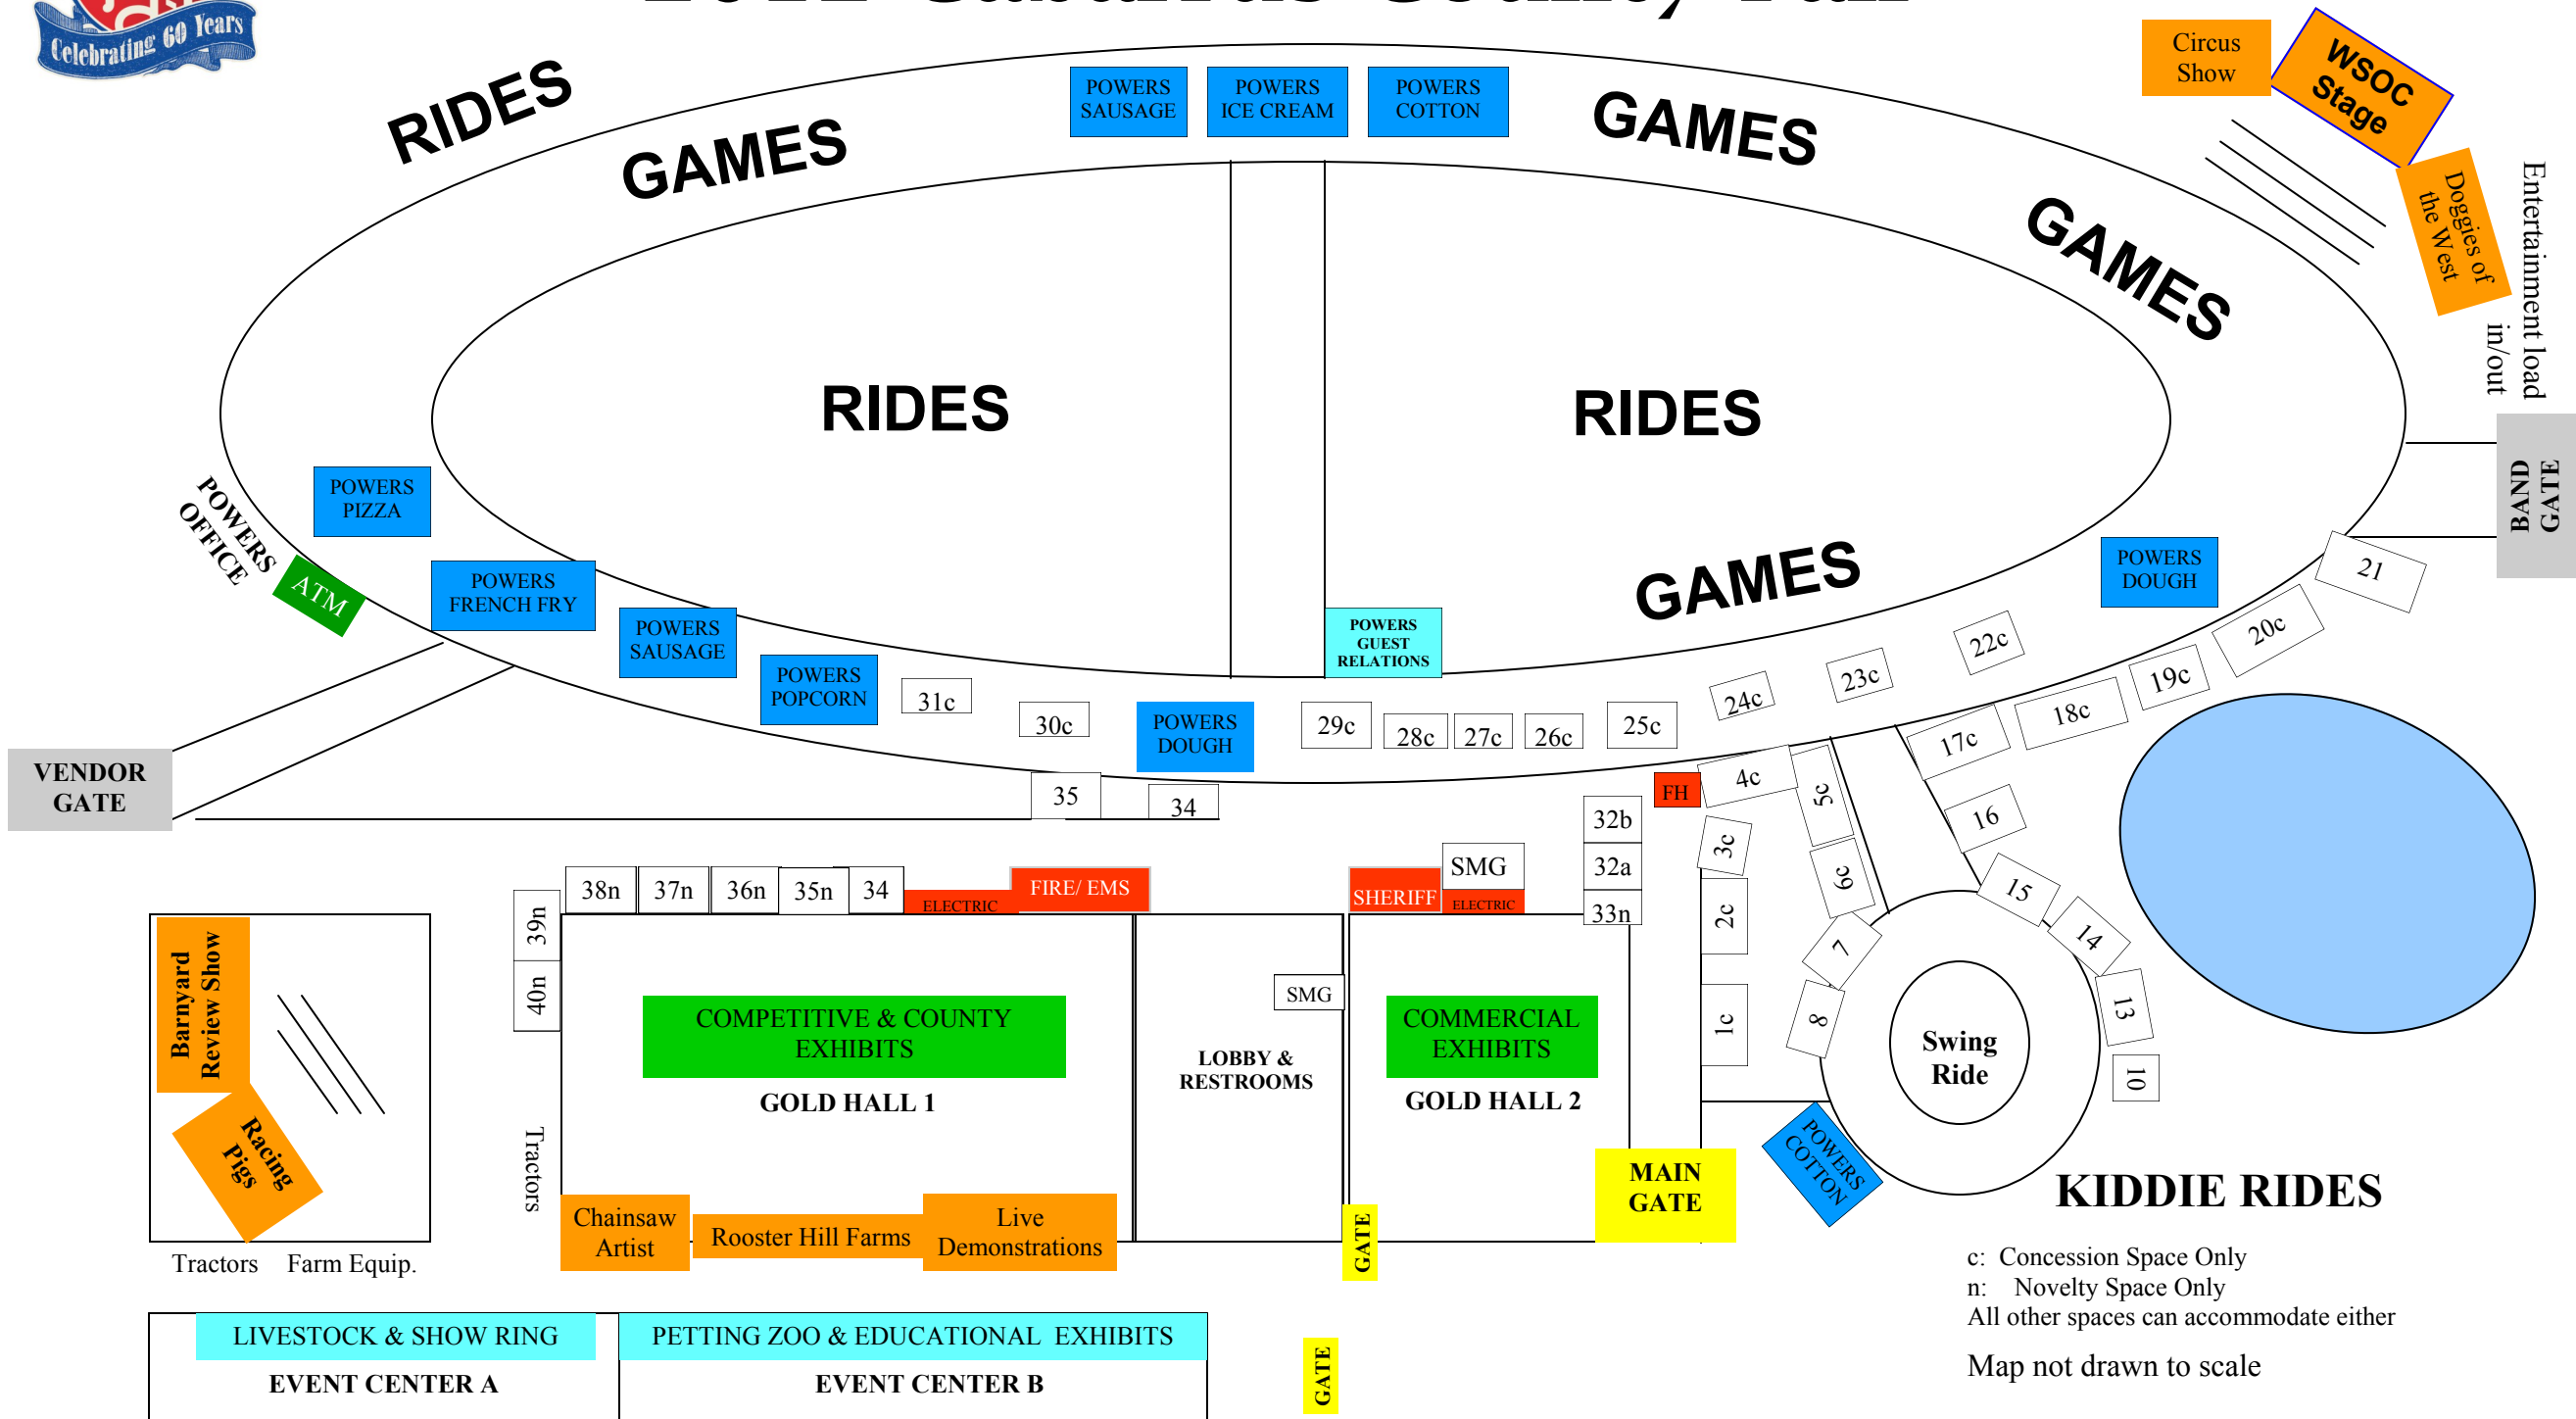 Celebrating 60 Years
RIDES
GAMES
POWERS
SAUSAGE
POWERS
ICE CREAM
POWERS
COTTON
GAMES
GAMES
Circus
Show
WSOC
Stage
Doggies of
the West
Entertainment load
in/out
BAND
GATE
RIDES
RIDES
POWERS
PIZZA
POWERS
OFFICE
ATM
POWERS
FRENCH FRY
POWERS
SAUSAGE
POWERS
POPCORN
31c
30c
POWERS
DOUGH
POWERS
GUEST
RELATIONS
GAMES
29c
28c
27c
26c
25c
24c
23c
22c
POWERS
DOUGH
21
20c
19c
18c
17c
16
15
14
13
10
VENDOR
GATE
35
34
32b
32a
33n
FH
4c
5c
3c
6c
2c
1c
7
8
Swing
Ride
POWERS
COTTON
KIDDIE RIDES
38n
37n
36n
35n
34
ELECTRIC
FIRE/ EMS
SHERIFF
SMG
ELECTRIC
39n
40n
Tractors
Barnyard
Review Show
Racing
Pigs
Tractors
Farm Equip.
COMPETITIVE & COUNTY
EXHIBITS
GOLD HALL 1
SMG
LOBBY &
RESTROOMS
COMMERCIAL
EXHIBITS
GOLD HALL 2
MAIN
GATE
Chainsaw
Artist
Rooster Hill Farms
Live
Demonstrations
GATE
LIVESTOCK & SHOW RING
EVENT CENTER A
PETTING ZOO & EDUCATIONAL EXHIBITS
EVENT CENTER B
GATE
c: Concession Space Only
n: Novelty Space Only
All other spaces can accommodate either
Map not drawn to scale